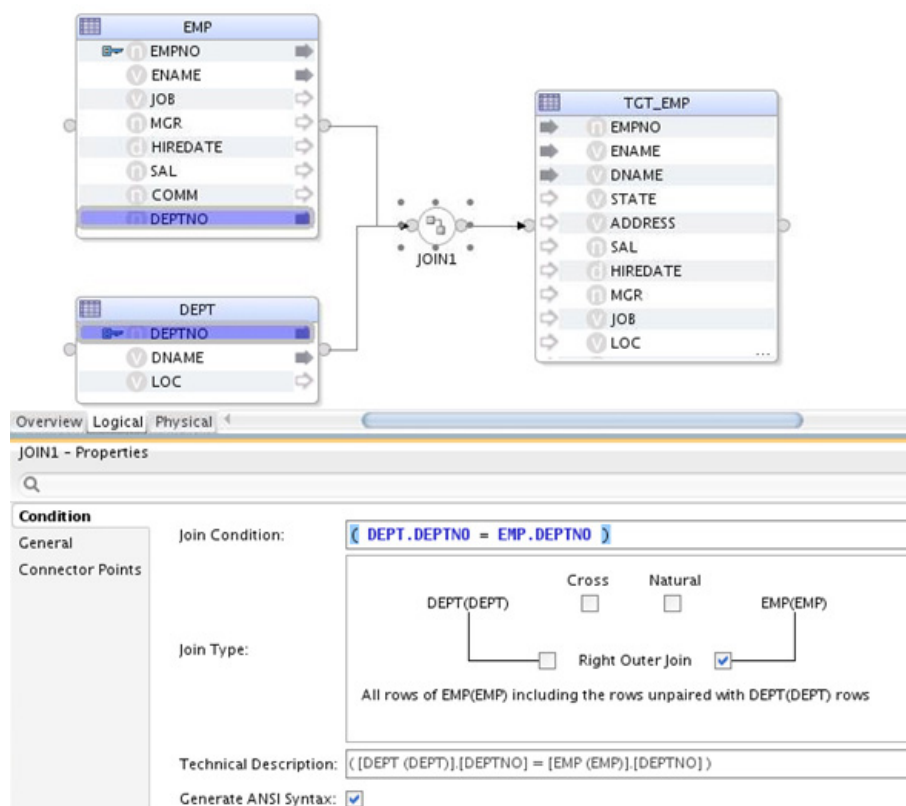 EMP
EMPNO
ENAME
JOB
MGR
HIREDATE
SAL
COMM
DEPTNO
TGT_EMP
EMPNO
ENAME
DNAME
STATE
ADDRESS
SAL
HIREDATE
MGR
JOB
LOC
...
JOIN1
DEPT
DEPTNO
DNAME
LOC
Overview Logical Physical
JOIN1 - Properties
Condition
General
Connector Points
Join Condition: ( DEPT.DEPTNO = EMP.DEPTNO )
Cross Natural
DEPT(DEPT) EMP(EMP)
Join Type: Right Outer Join
All rows of EMP(EMP) including the rows unpaired with DEPT(DEPT) rows
Technical Description: ( [DEPT (DEPT)].[DEPTNO] = [EMP (EMP)].[DEPTNO] )
Generate ANSI Syntax: